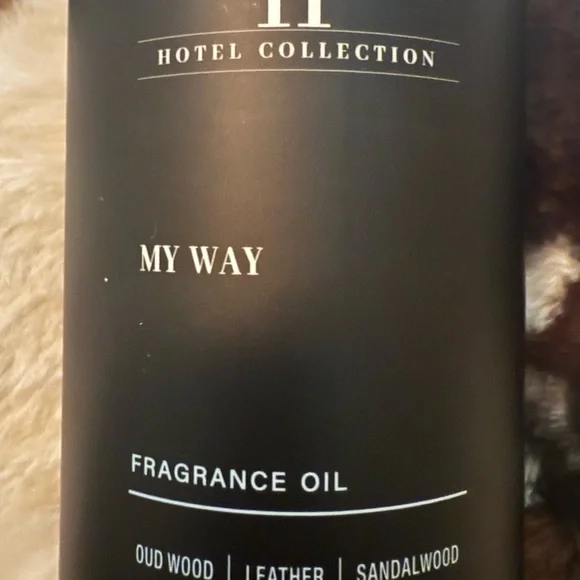 H
HOTEL COLLECTION
MY WAY
FRAGRANCE OIL
OUD WOOD | LEATHER | SANDALWOOD